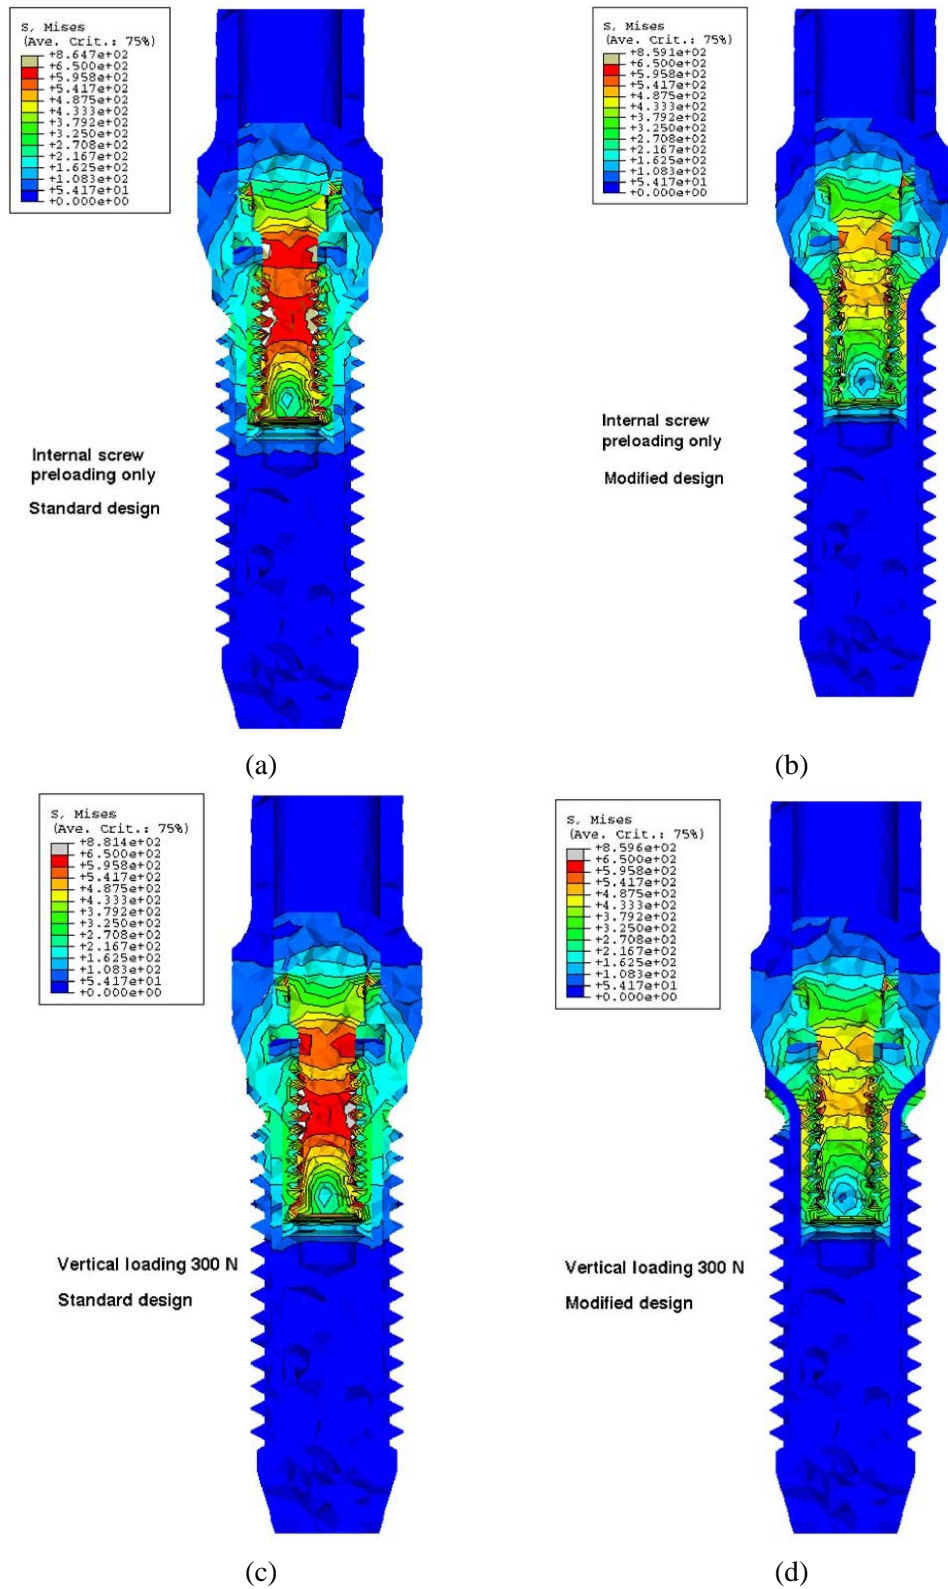 S, Mises
(Ave. Crit.: 75%)
+8.647e+02
+6.500e+02
+5.958e+02
+5.417e+02
+4.875e+02
+4.333e+02
+3.792e+02
+3.250e+02
+2.708e+02
+2.167e+02
+1.625e+02
+1.083e+02
+5.417e+01
+0.000e+00
Internal screw
preloading only
Standard design
(a)
S, Mises
(Ave. Crit.: 75%)
+8.591e+02
+6.500e+02
+5.958e+02
+5.417e+02
+4.875e+02
+4.333e+02
+3.792e+02
+3.250e+02
+2.708e+02
+2.167e+02
+1.625e+02
+1.083e+02
+5.417e+01
+0.000e+00
Internal screw
preloading only
Modified design
(b)
S, Mises
(Ave. Crit.: 75%)
+8.814e+02
+6.500e+02
+5.958e+02
+5.417e+02
+4.875e+02
+4.333e+02
+3.792e+02
+3.250e+02
+2.708e+02
+2.167e+02
+1.625e+02
+1.083e+02
+5.417e+01
+0.000e+00
Vertical loading 300 N
Standard design
(c)
S, Mises
(Ave. Crit.: 75%)
+8.596e+02
+6.500e+02
+5.958e+02
+5.417e+02
+4.875e+02
+4.333e+02
+3.792e+02
+3.250e+02
+2.708e+02
+2.167e+02
+1.625e+02
+1.083e+02
+5.417e+01
+0.000e+00
Vertical loading 300 N
Modified design
(d)